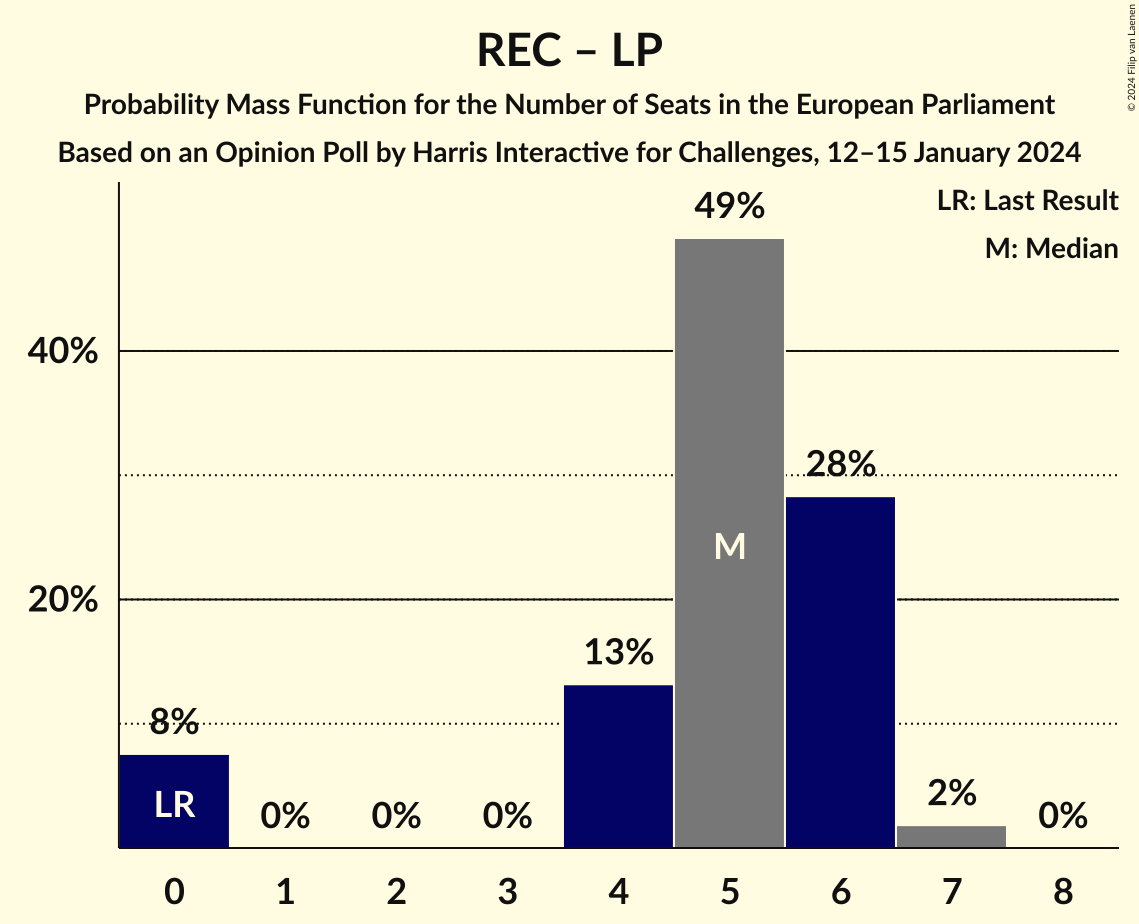 REC – LP
Probability Mass Function for the Number of Seats in the European Parliament
Based on an Opinion Poll by Harris Interactive for Challenges, 12–15 January 2024
© 2024 Filip van Laenen
LR: Last Result
M: Median
49%
40%
28%
M
20%
13%
8%
LR
0%
0%
0%
2%
0%
0 1 2 3 4 5 6 7 8